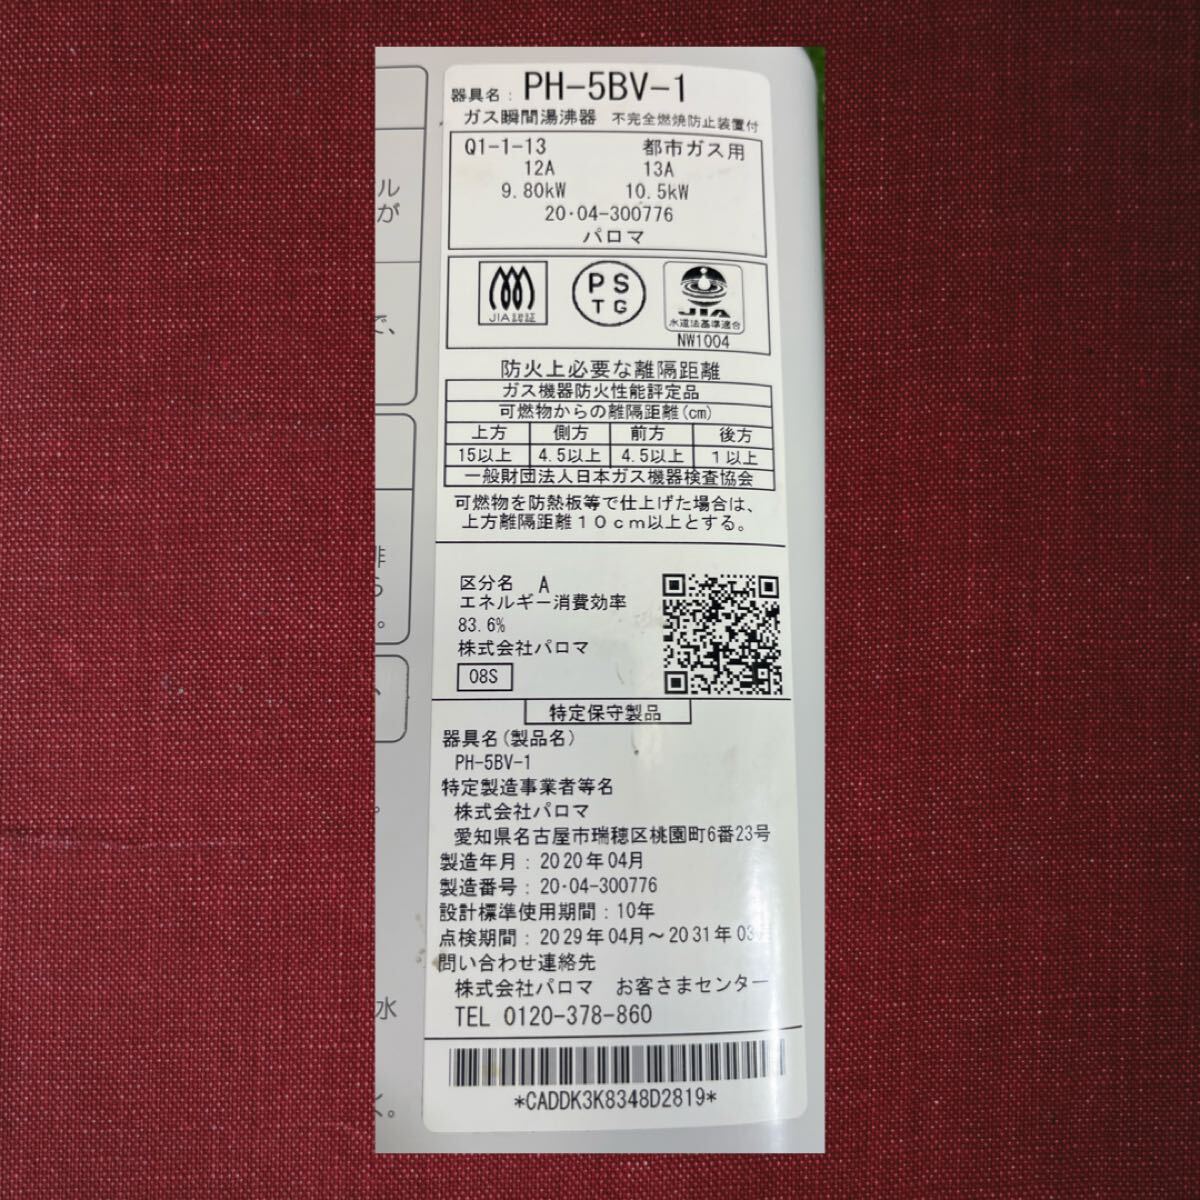 器具名: PH-5BV-1
ガス瞬間湯沸器 不完全燃焼防止装置付
Q1-1-13 都市ガス用
12A 13A
9.80kW 10.5kW
20・04-300776
パロマ
JIA認証
PS
TG
JIA
水道法基準適合
NW1004
防火上必要な離隔距離
ガス機器防火性能評定品
可燃物からの離隔距離(cm)
上方 側方 前方 後方
15以上 4.5以上 4.5以上 1以上
一般財団法人日本ガス機器検査協会
可燃物を防熱板等で仕上げた場合は、
上方離隔距離10cm以上とする。
区分名 A
エネルギー消費効率
83.6%
株式会社パロマ
08S
特定保守製品
器具名(製品名)
PH-5BV-1
特定製造事業者等名
株式会社パロマ
愛知県名古屋市瑞穂区桃園町6番23号
製造年月: 2020年04月
製造番号: 20・04-300776
設計標準使用期間: 10年
点検期間: 2029年04月～2031年03月
問い合わせ連絡先
株式会社パロマ お客さまセンター
TEL 0120-378-860
*CADDK3K8348D2819*
ル
が
で、
ら
。
、
。
水
く。